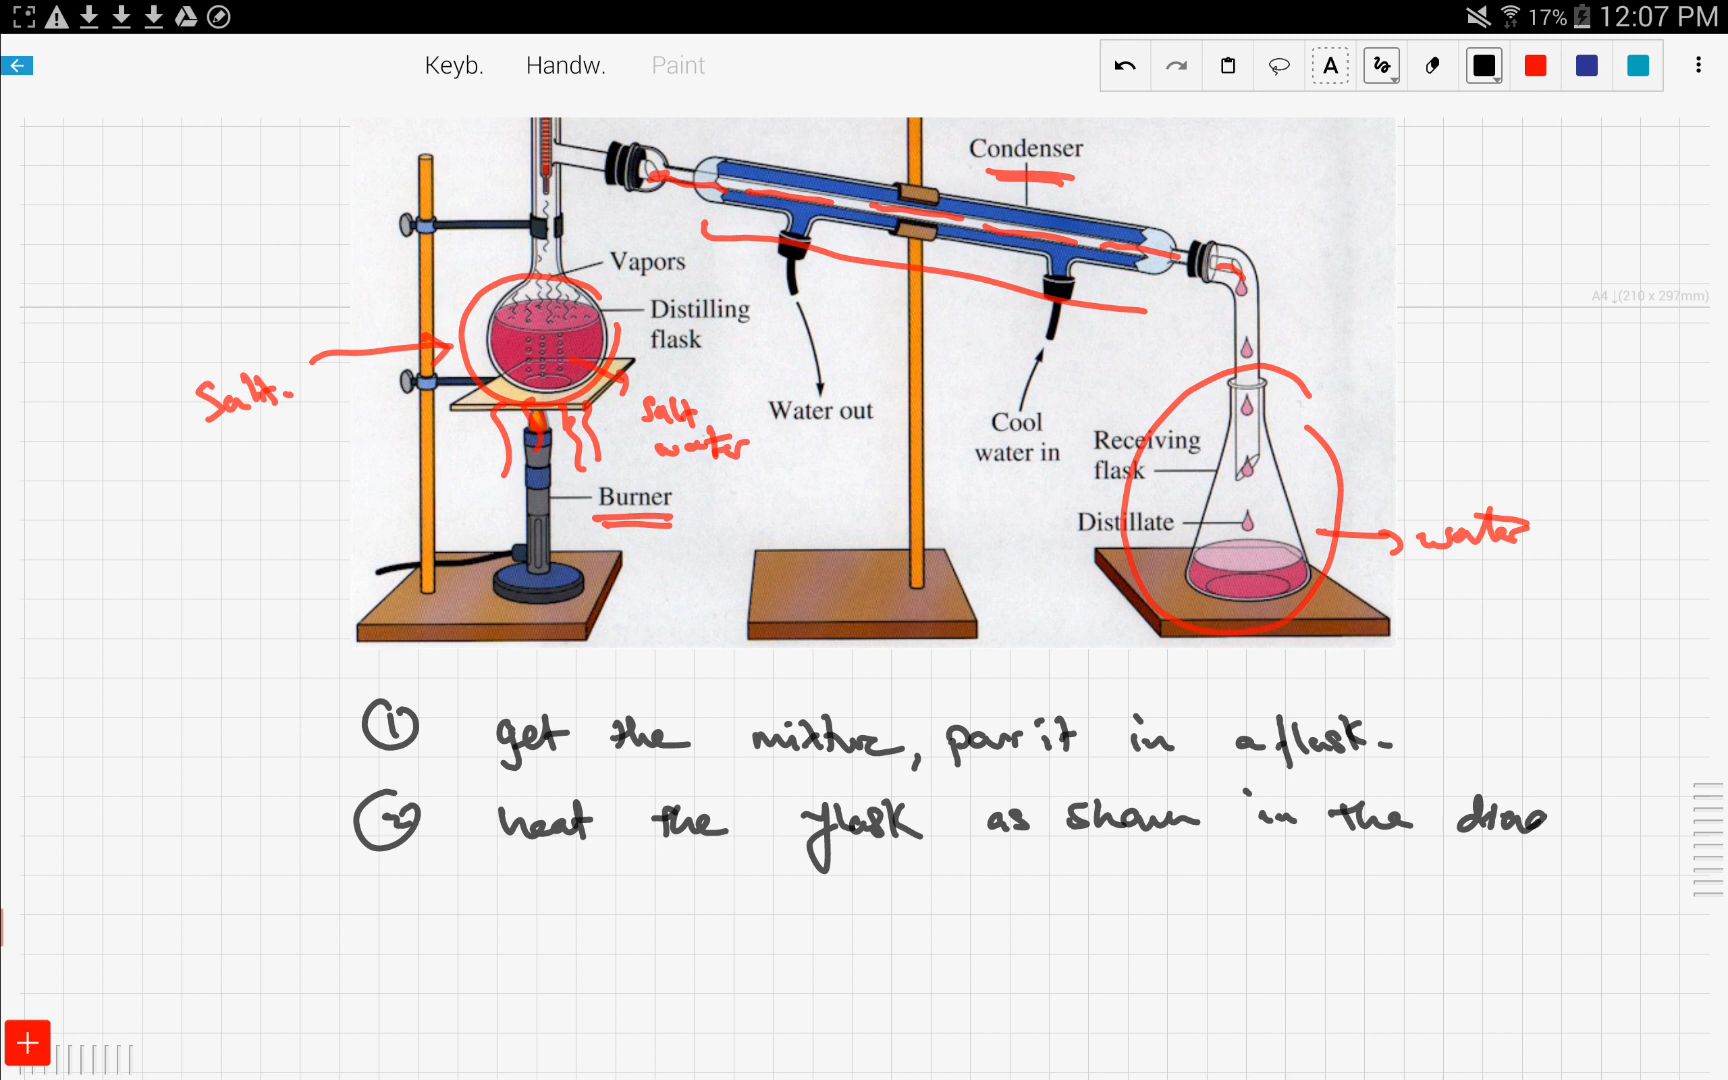 17% 12:07 PM
Keyb. Handw. Paint
A
Condenser
Vapors
A4 ↓(210 x 297mm)
Distilling
flask
Salt.
Salt
water
Water out
Cool
water in
Receiving
flask
Burner
Distillate
water
① get the mixture, pour it in a flask.
② heat the flask as shown in the